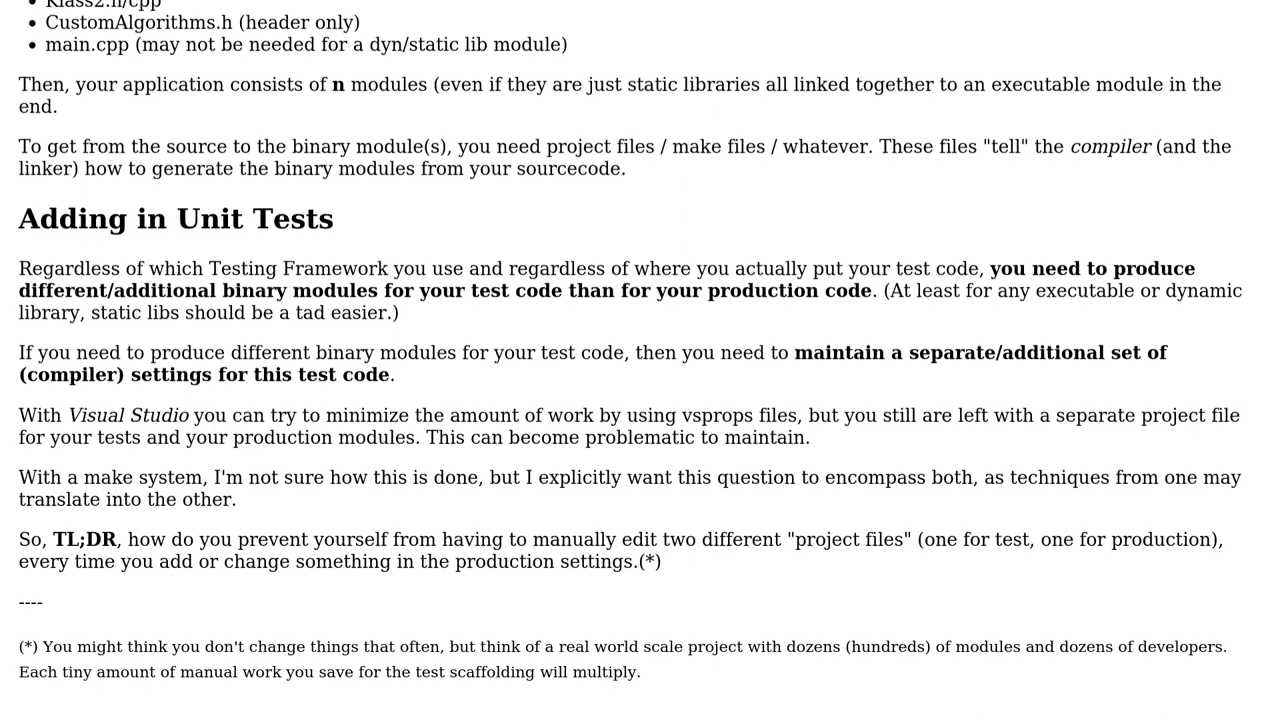 Klass2.h/cpp
CustomAlgorithms.h (header only)
main.cpp (may not be needed for a dyn/static lib module)
Then, your application consists of n modules (even if they are just static libraries all linked together to an executable module in the
end.
To get from the source to the binary module(s), you need project files / make files / whatever. These files "tell" the compiler (and the
linker) how to generate the binary modules from your sourcecode.
Adding in Unit Tests
Regardless of which Testing Framework you use and regardless of where you actually put your test code, you need to produce
different/additional binary modules for your test code than for your production code. (At least for any executable or dynamic
library, static libs should be a tad easier.)
If you need to produce different binary modules for your test code, then you need to maintain a separate/additional set of
(compiler) settings for this test code.
With Visual Studio you can try to minimize the amount of work by using vsprops files, but you still are left with a separate project file
for your tests and your production modules. This can become problematic to maintain.
With a make system, I'm not sure how this is done, but I explicitly want this question to encompass both, as techniques from one may
translate into the other.
So, TL;DR, how do you prevent yourself from having to manually edit two different "project files" (one for test, one for production),
every time you add or change something in the production settings.(*)
----
(*) You might think you don't change things that often, but think of a real world scale project with dozens (hundreds) of modules and dozens of developers.
Each tiny amount of manual work you save for the test scaffolding will multiply.